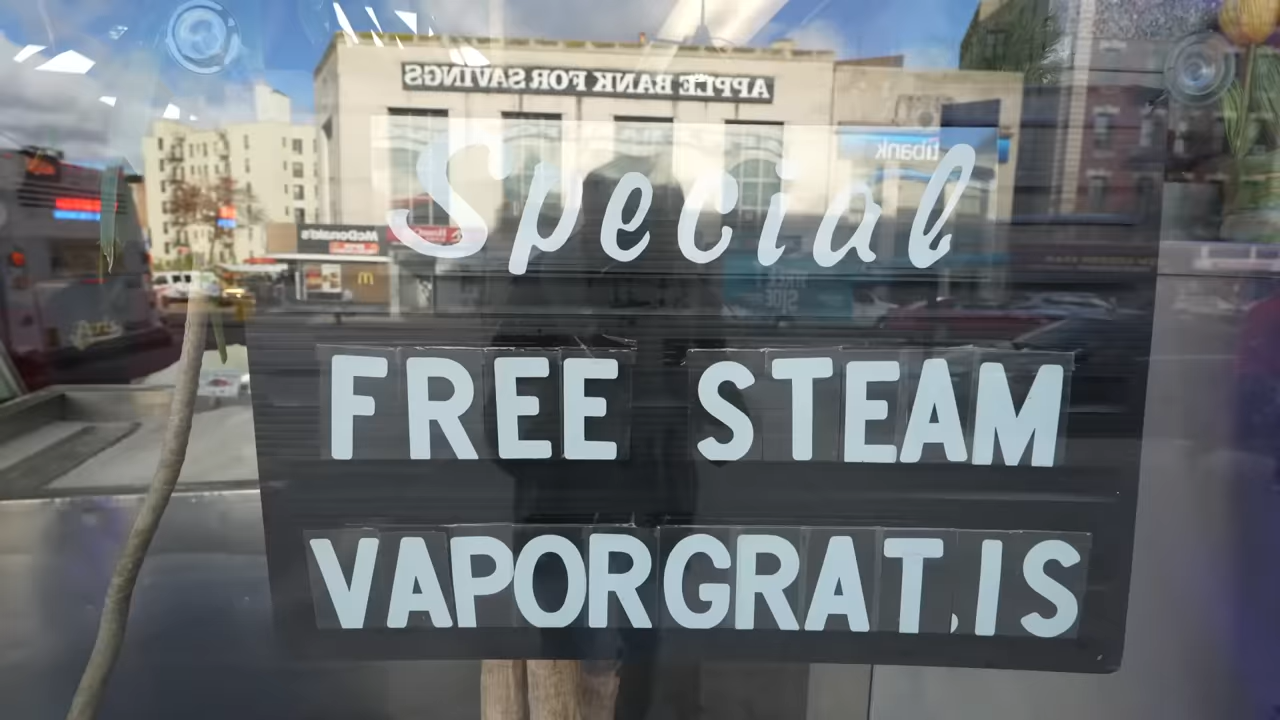 APPLE BANK FOR SAVINGS
Special
McDonald's
FREE STEAM
VAPORGRAT.IS